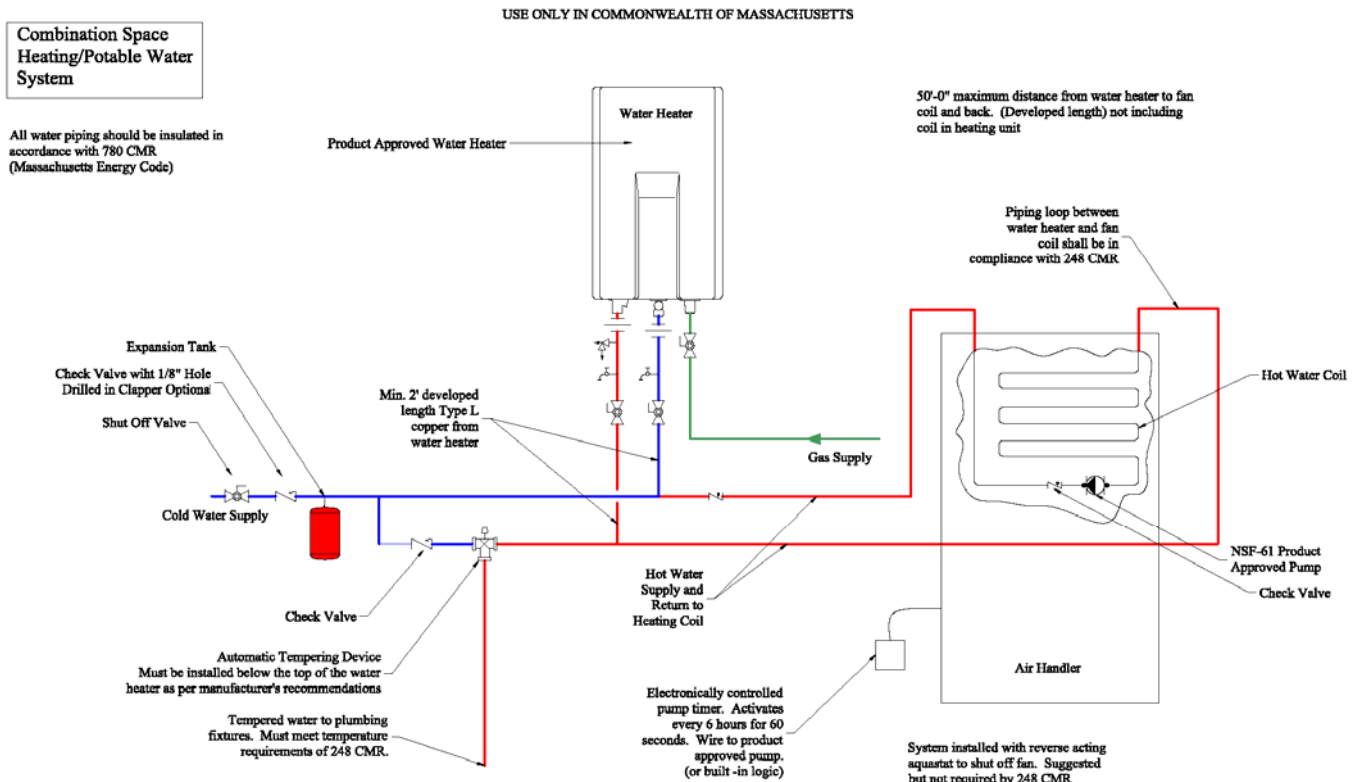 USE ONLY IN COMMONWEALTH OF MASSACHUSETTS
Combination Space
Heating/Potable Water
System
All water piping should be insulated in
accordance with 780 CMR
(Massachusetts Energy Code)
Water Heater
Product Approved Water Heater
50'-0" maximum distance from water heater to fan
coil and back. (Developed length) not including
coil in heating unit
Piping loop between
water heater and fan
coil shall be in
compliance with 248 CMR
Expansion Tank
Check Valve wiht 1/8" Hole
Drilled in Clapper Optional
Shut Off Valve
Min. 2' developed
length Type L
copper from
water heater
Hot Water Coil
Gas Supply
Cold Water Supply
NSF-61 Product
Approved Pump
Check Valve
Hot Water
Supply and
Return to
Heating Coil
Check Valve
Automatic Tempering Device
Must be installed below the top of the water
heater as per manufacturer's recommendations
Air Handler
Tempered water to plumbing
fixtures. Must meet temperature
requirements of 248 CMR.
Electronically controlled
pump timer. Activates
every 6 hours for 60
seconds. Wire to product
approved pump.
(or built -in logic)
System installed with reverse acting
aquastat to shut off fan. Suggested
but not required by 248 CMR